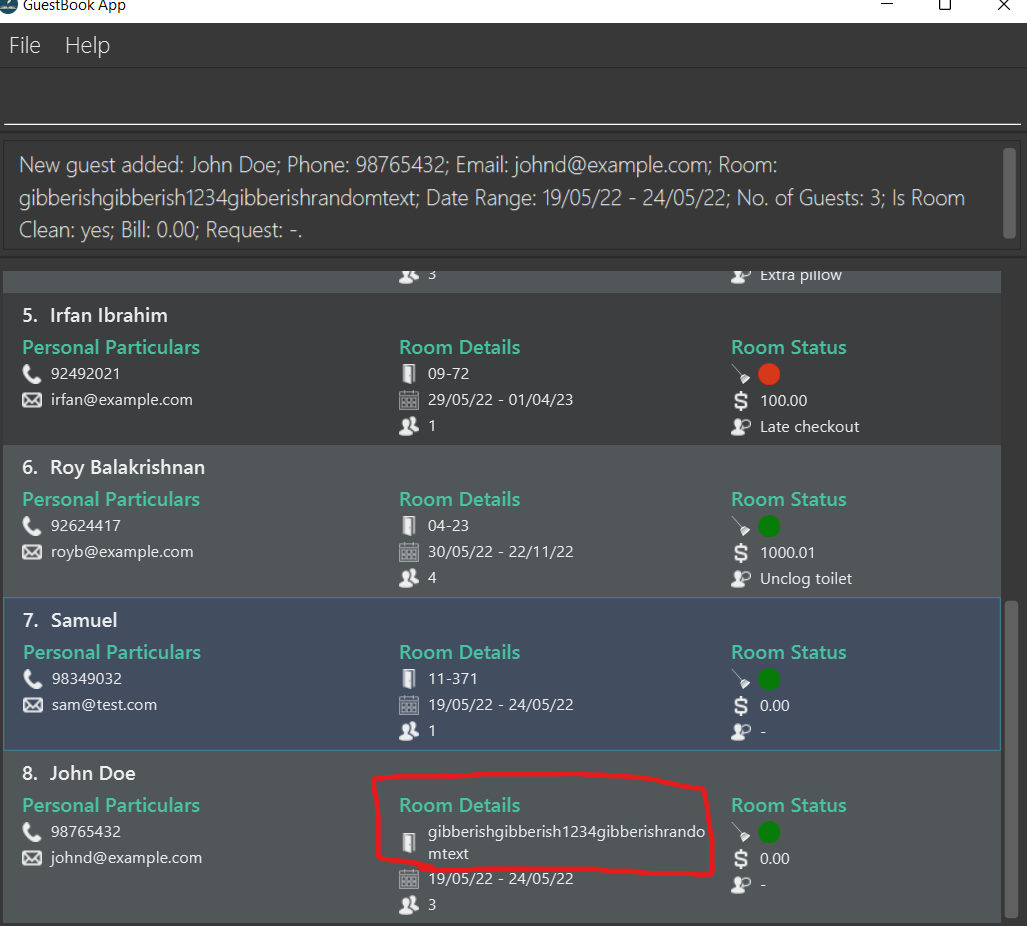 GuestBook App
File Help
New guest added: John Doe; Phone: 98765432; Email: johnd@example.com; Room:
gibberishgibberish1234gibberishrandomtext; Date Range: 19/05/22 - 24/05/22; No. of Guests: 3; Is Room
Clean: yes; Bill: 0.00; Request: -.
3 Extra pillow
5. Irfan Ibrahim
Personal Particulars Room Details Room Status
92492021 09-72
irfan@example.com 29/05/22 - 01/04/23 $ 100.00
1 Late checkout
6. Roy Balakrishnan
Personal Particulars Room Details Room Status
92624417 04-23
royb@example.com 30/05/22 - 22/11/22 $ 1000.01
4 Unclog toilet
7. Samuel
Personal Particulars Room Details Room Status
98349032 11-371
sam@test.com 19/05/22 - 24/05/22 $ 0.00
1 -
8. John Doe
Personal Particulars Room Details Room Status
98765432 gibberishgibberish1234gibberishrando
mtext
johnd@example.com 19/05/22 - 24/05/22 $ 0.00
3 -